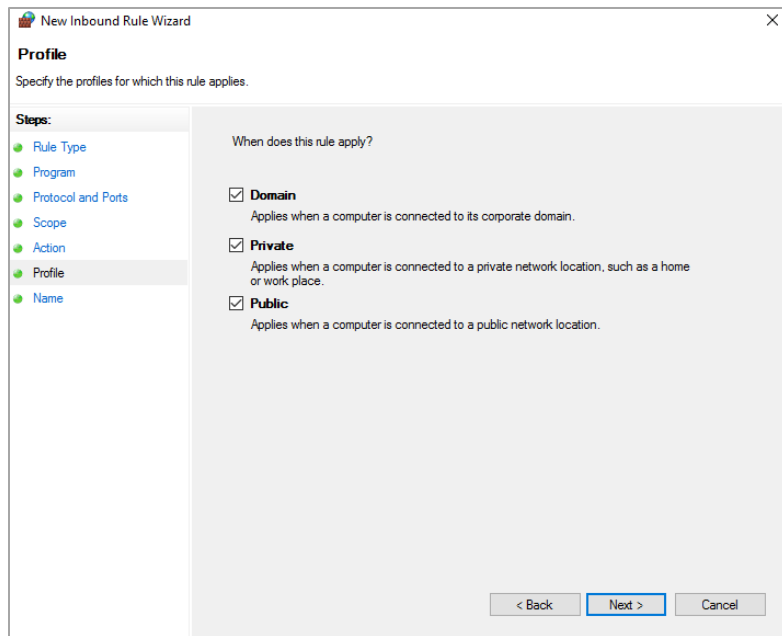 New Inbound Rule Wizard
Profile
Specify the profiles for which this rule applies.
Steps:
Rule Type
Program
Protocol and Ports
Scope
Action
Profile
Name
When does this rule apply?
Domain
Applies when a computer is connected to its corporate domain.
Private
Applies when a computer is connected to a private network location, such as a home
or work place.
Public
Applies when a computer is connected to a public network location.
< Back
Next >
Cancel